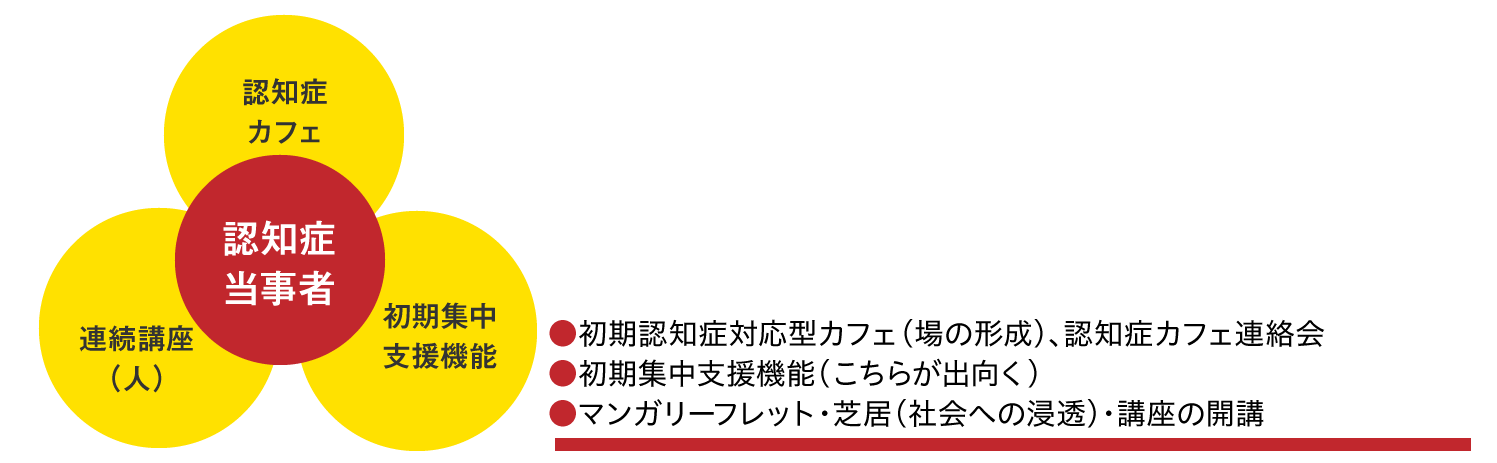 認知症
カフェ
認知症
当事者
連続講座
（人）
初期集中
支援機能
●初期認知症対応型カフェ（場の形成）、認知症カフェ連絡会
●初期集中支援機能（こちらが出向く）
●マンガリーフレット・芝居（社会への浸透）・講座の開講